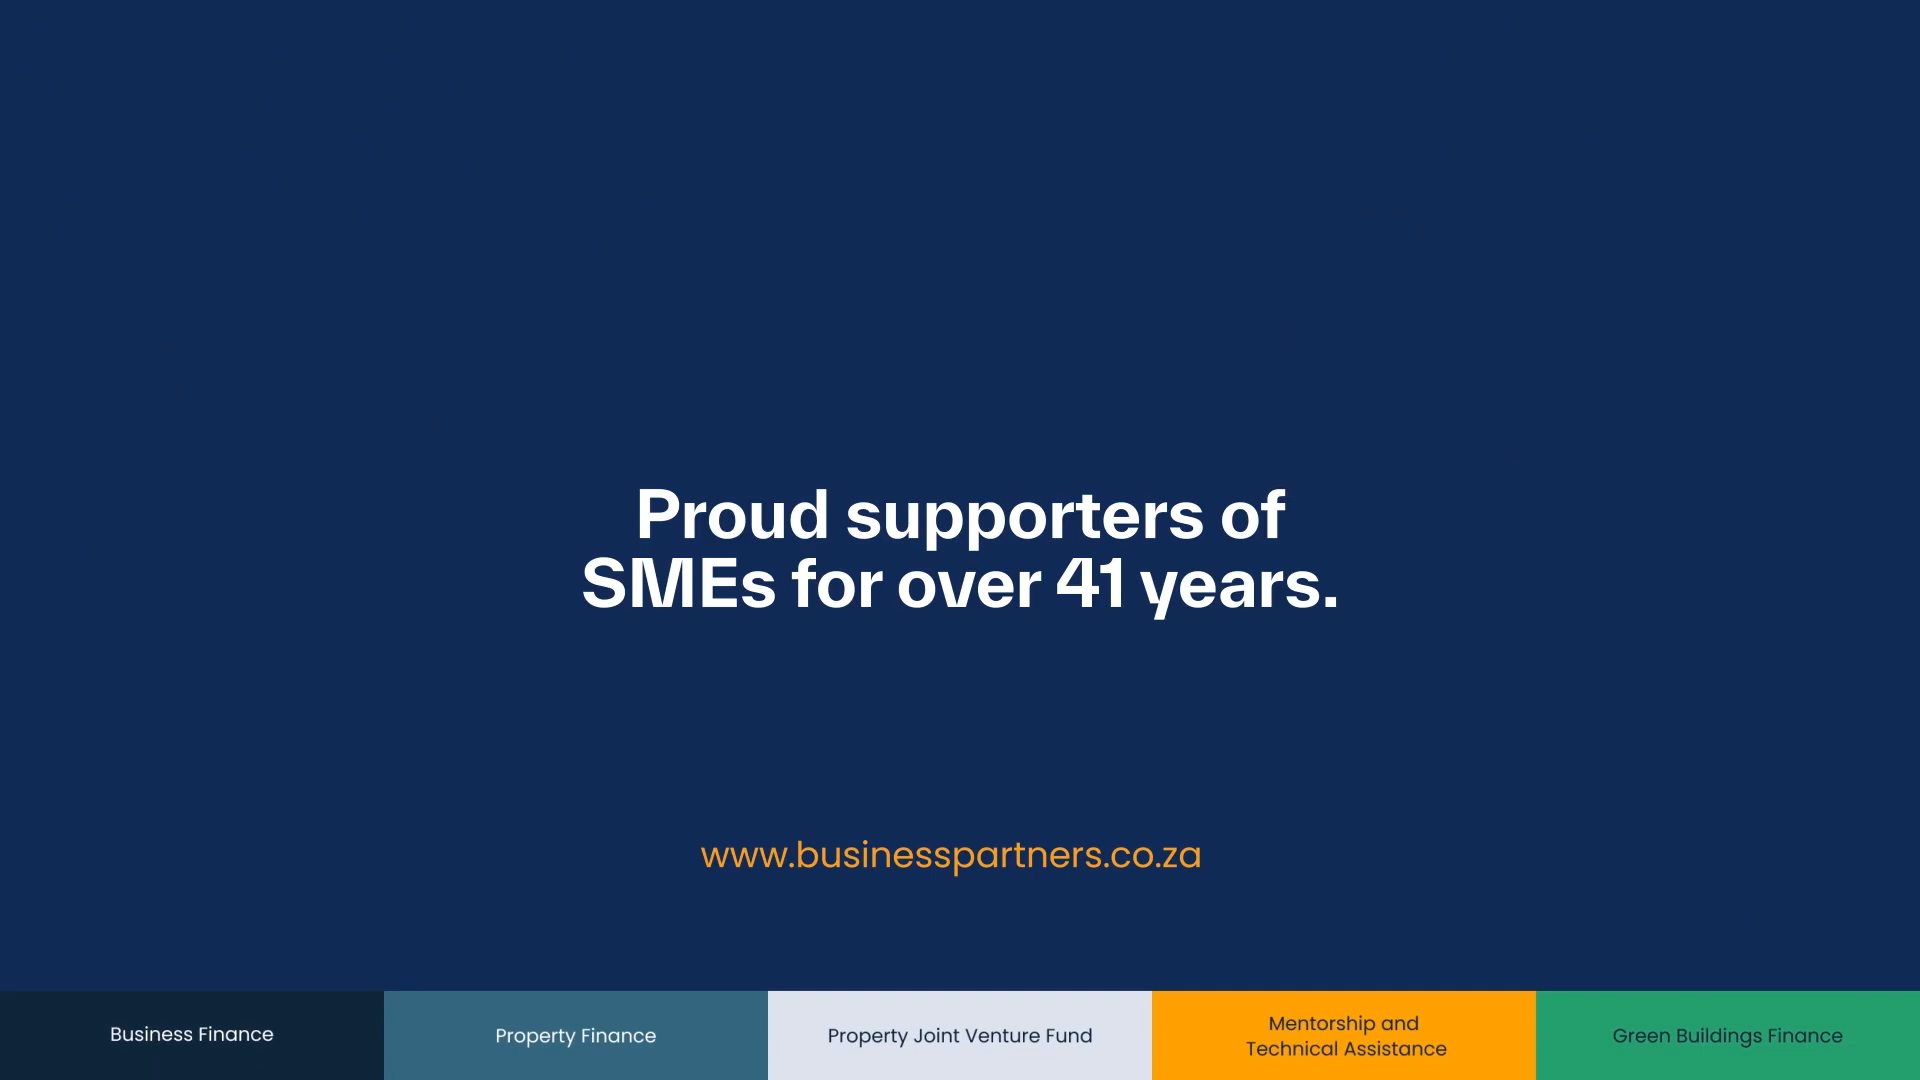 Proud supporters of
SMEs for over 41 years.
www.businesspartners.co.za
Business Finance
Property Finance
Property Joint Venture Fund
Mentorship and
Technical Assistance
Green Buildings Finance